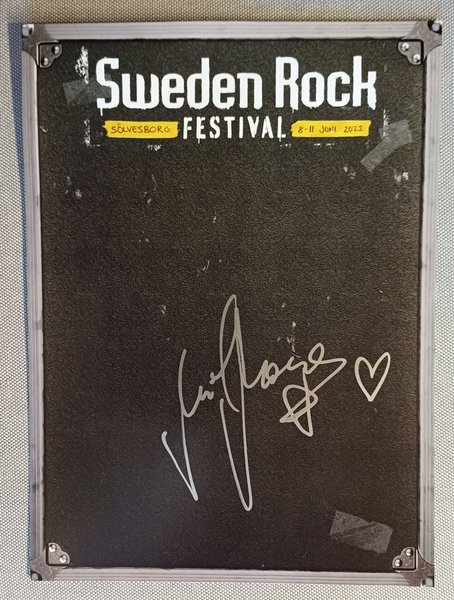 Sweden Rock
SÖLVESBORG FESTIVAL 8-11 JUNI 2022